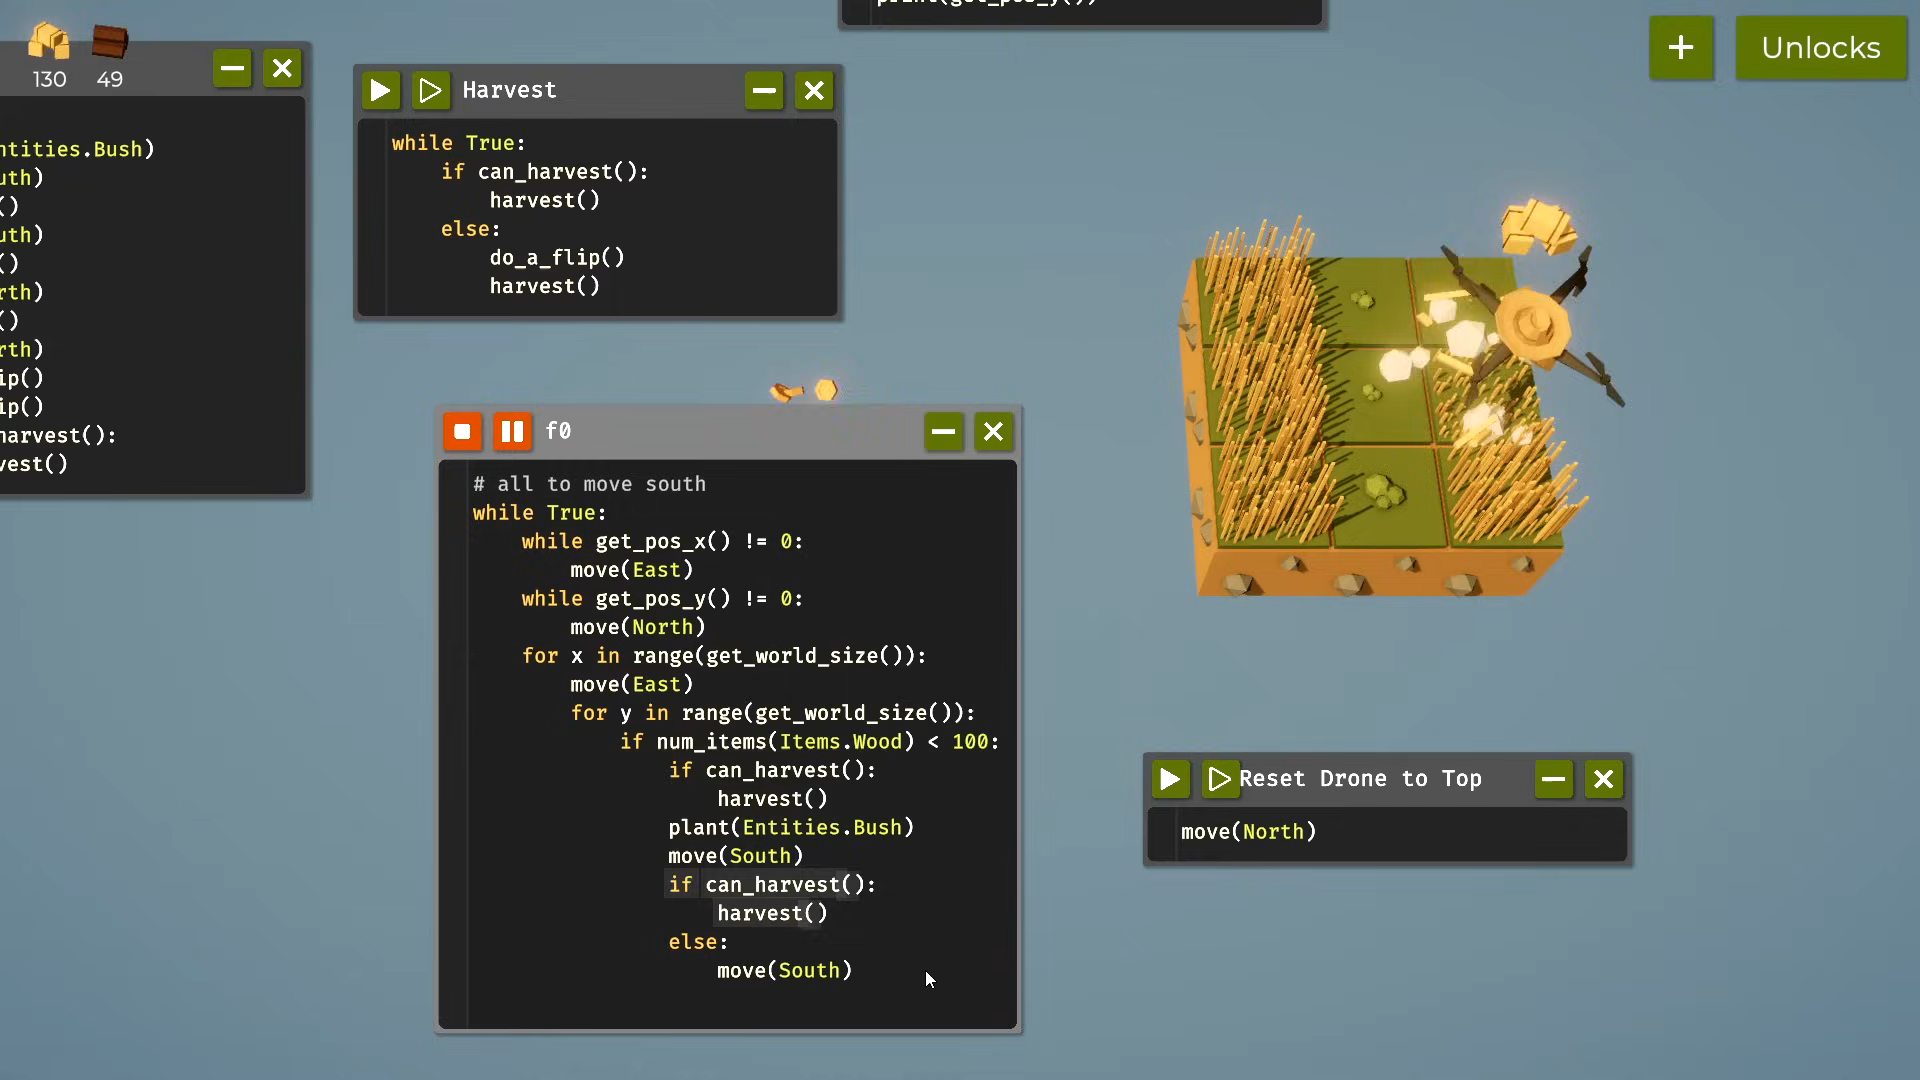 print(get_pos_y())
130 49
ntities.Bush)
uth)
()
uth)
()
rth)
()
rth)
ip()
ip()
harvest():
vest()
Harvest
while True:
    if can_harvest():
        harvest()
    else:
        do_a_flip()
        harvest()
+ Unlocks
f0
# all to move south
while True:
    while get_pos_x() != 0:
        move(East)
    while get_pos_y() != 0:
        move(North)
    for x in range(get_world_size()):
        move(East)
        for y in range(get_world_size()):
            if num_items(Items.Wood) < 100:
                if can_harvest():
                    harvest()
                plant(Entities.Bush)
                move(South)
                if can_harvest():
                    harvest()
                else:
                    move(South)
Reset Drone to Top
move(North)